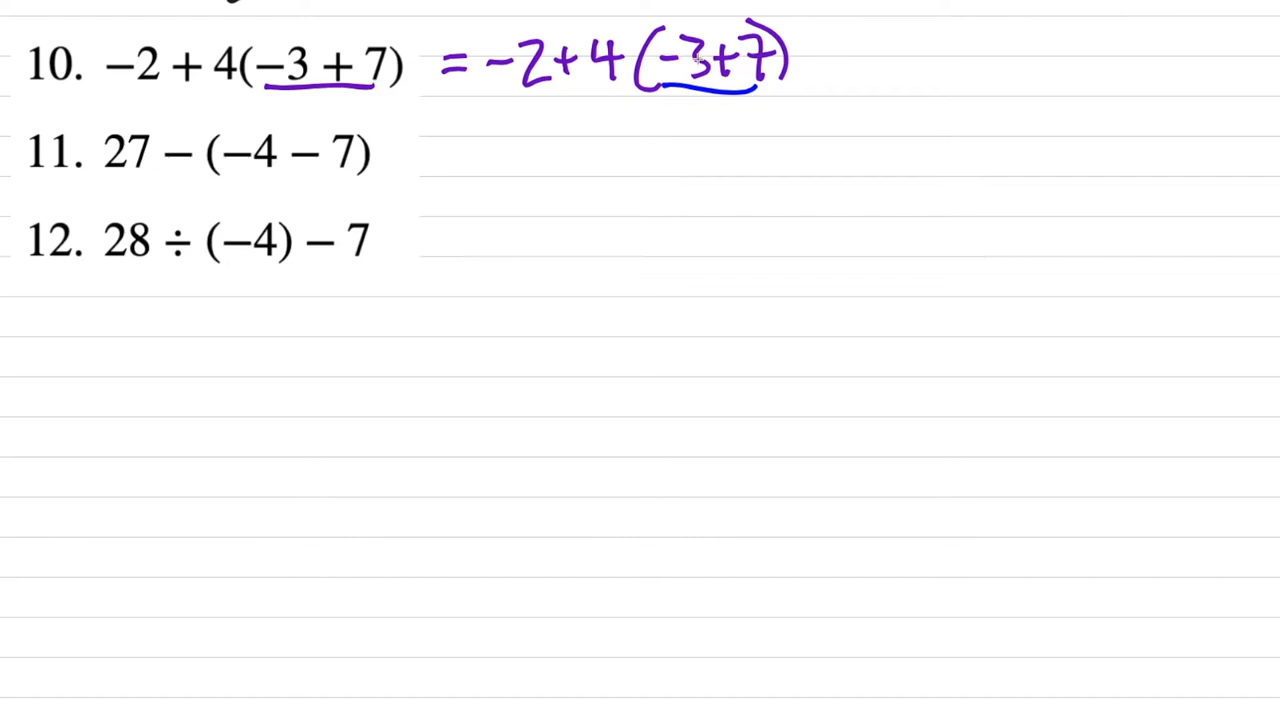 10. −2 + 4(−3 + 7) = -2+4(-3+7)
11. 27 − (−4 − 7)
12. 28 ÷ (−4) − 7